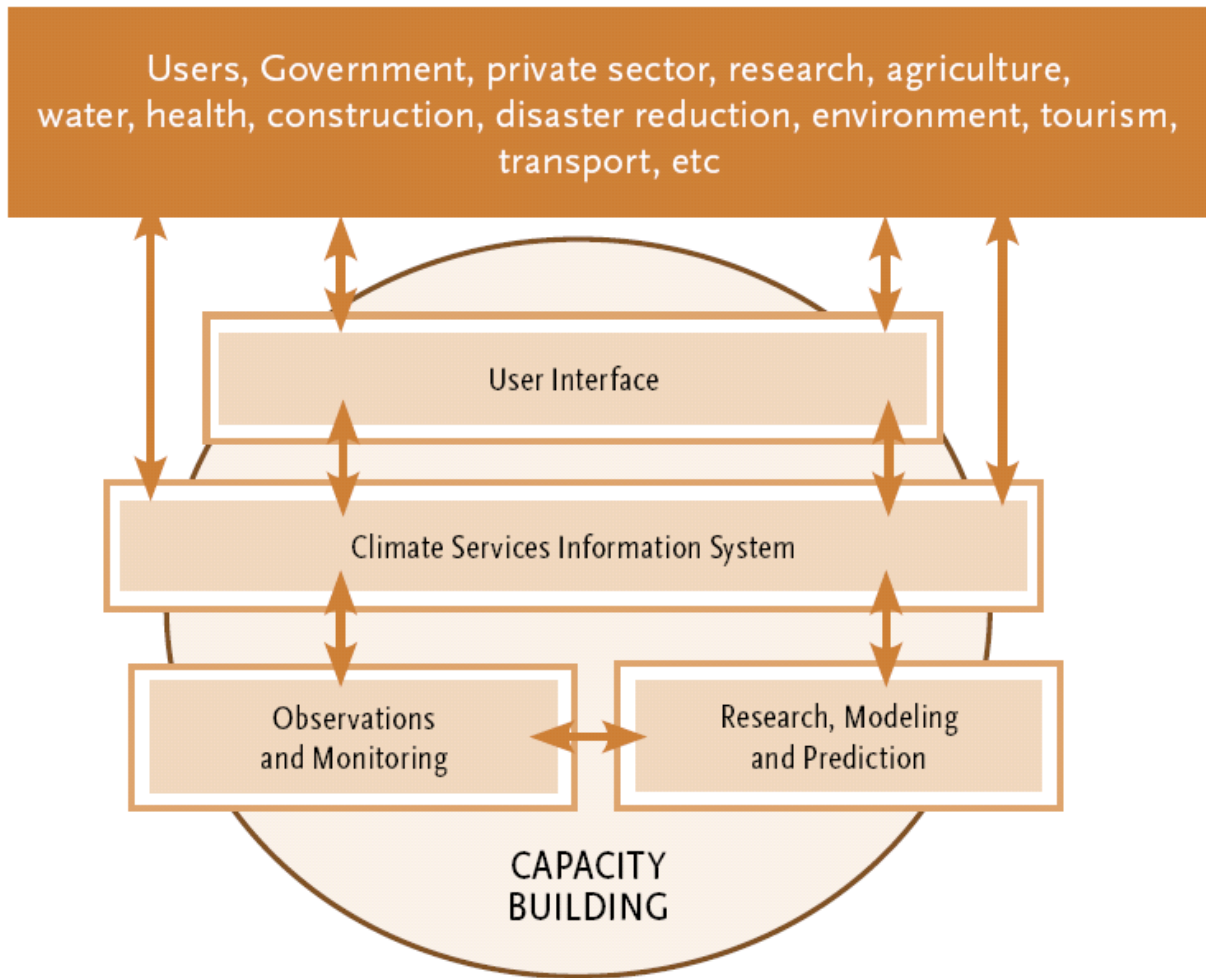 Users, Government, private sector, research, agriculture,
water, health, construction, disaster reduction, environment, tourism,
transport, etc
User Interface
Climate Services Information System
Observations
and Monitoring
Research, Modeling
and Prediction
CAPACITY
BUILDING